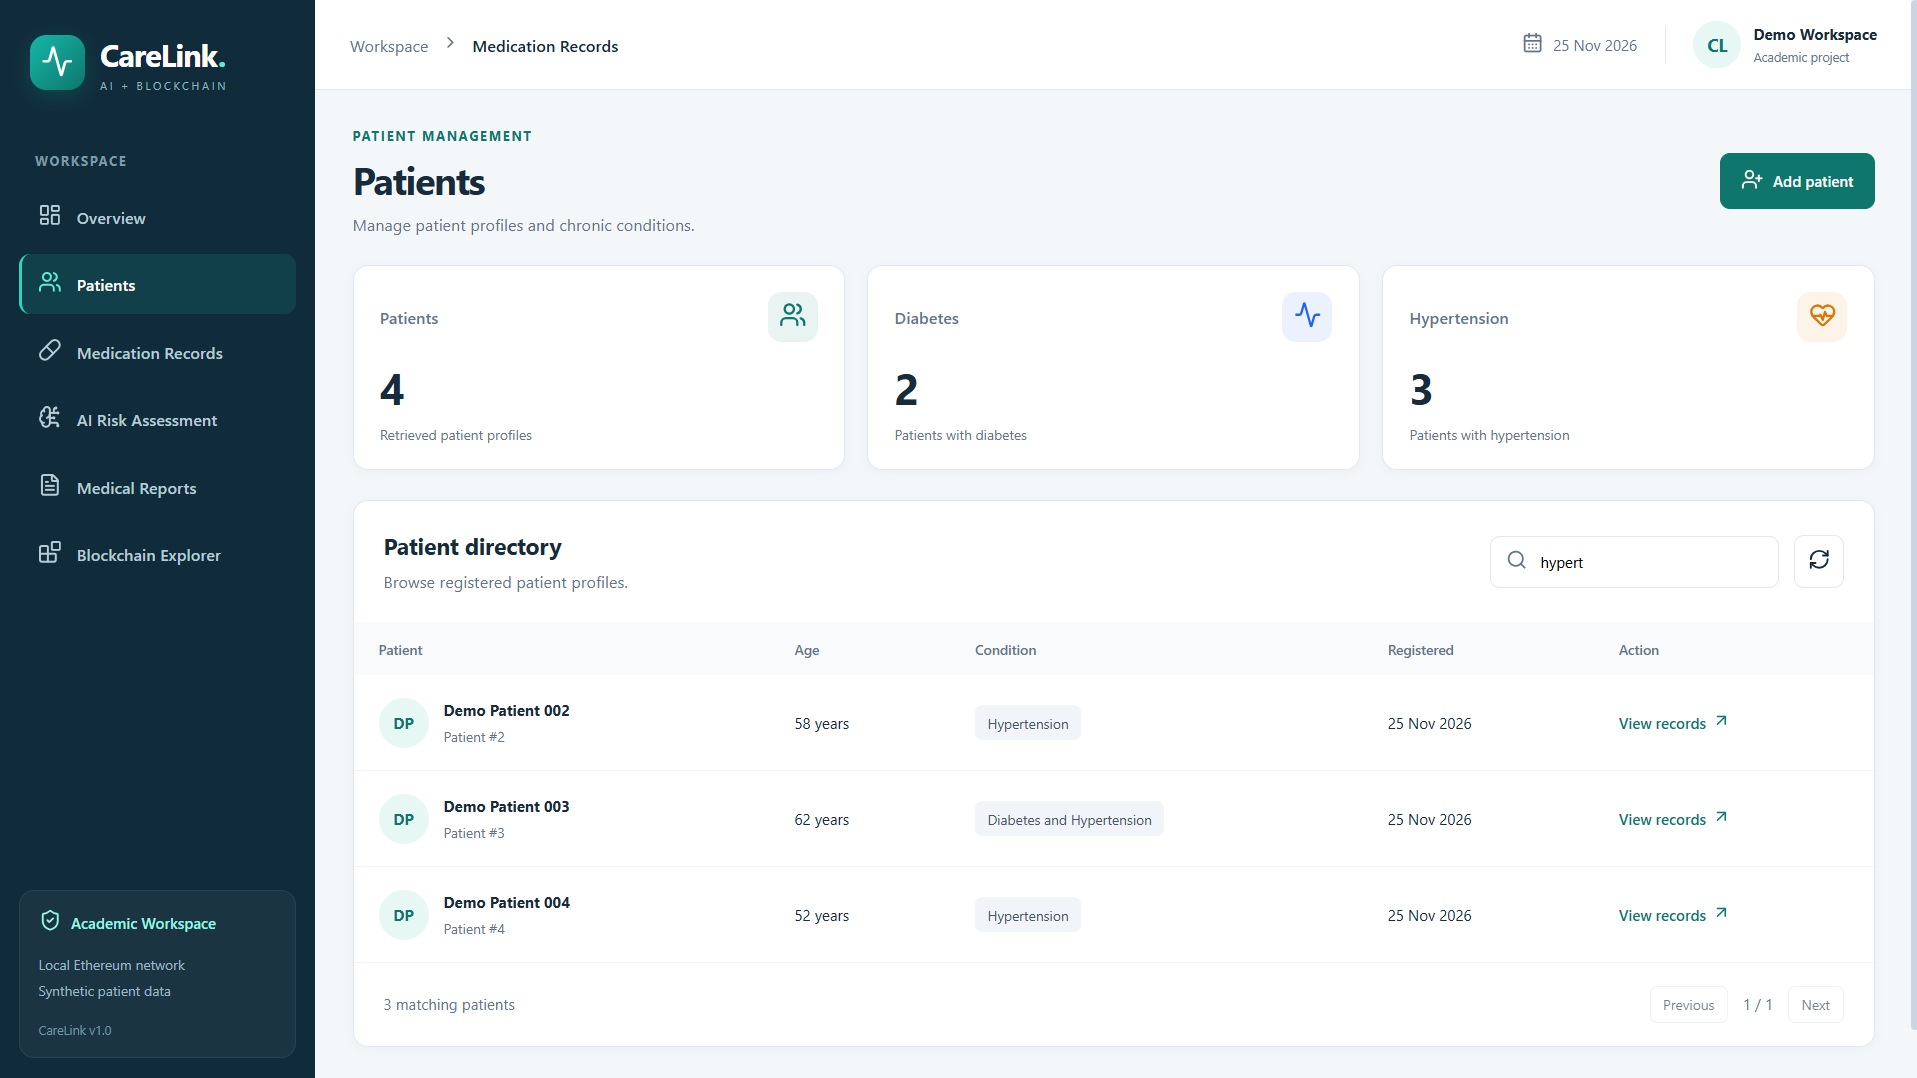 CareLink.
AI + BLOCKCHAIN
WORKSPACE
Overview
Patients
Medication Records
AI Risk Assessment
Medical Reports
Blockchain Explorer
Academic Workspace
Local Ethereum network
Synthetic patient data
CareLink v1.0
Workspace > Medication Records
25 Nov 2026
CL
Demo Workspace
Academic project
PATIENT MANAGEMENT
Patients
Manage patient profiles and chronic conditions.
Add patient
Patients
4
Retrieved patient profiles
Diabetes
2
Patients with diabetes
Hypertension
3
Patients with hypertension
Patient directory
Browse registered patient profiles.
hypert
Patient Age Condition Registered Action
DP Demo Patient 002 58 years Hypertension 25 Nov 2026 View records
Patient #2
DP Demo Patient 003 62 years Diabetes and Hypertension 25 Nov 2026 View records
Patient #3
DP Demo Patient 004 52 years Hypertension 25 Nov 2026 View records
Patient #4
3 matching patients
Previous 1 / 1 Next